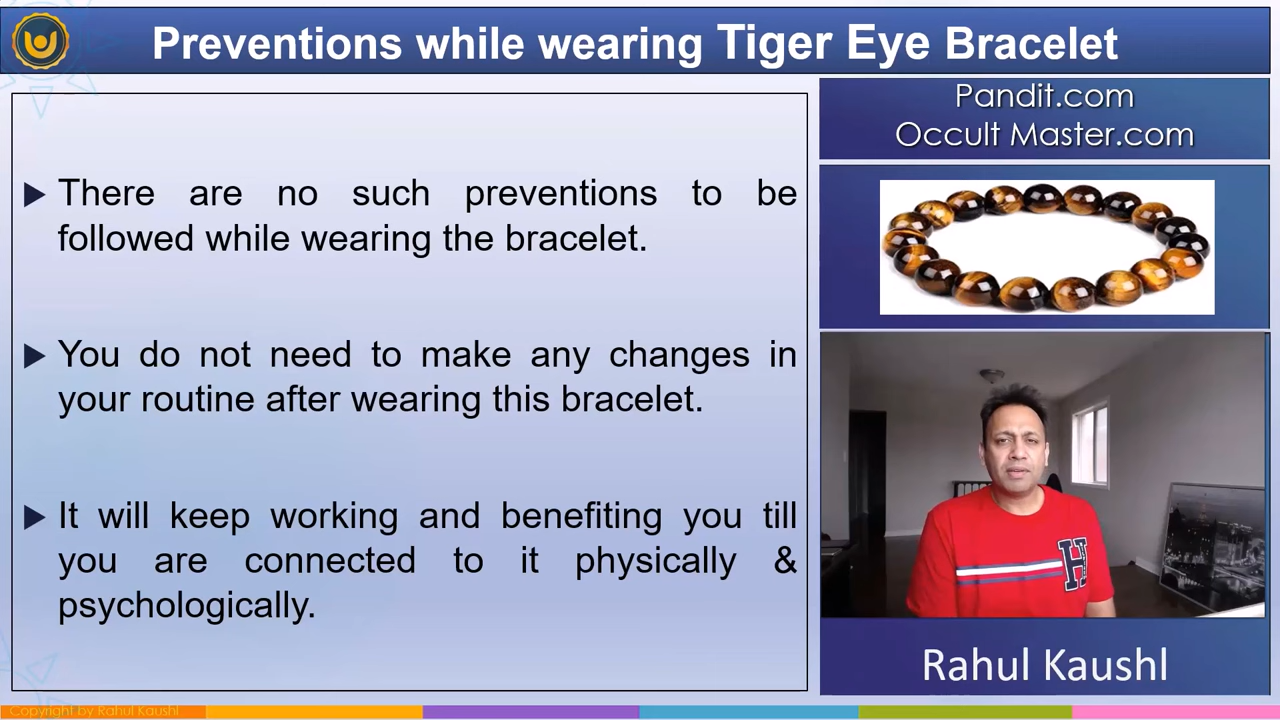 Preventions while wearing Tiger Eye Bracelet
There are no such preventions to be
followed while wearing the bracelet.
You do not need to make any changes in
your routine after wearing this bracelet.
It will keep working and benefiting you till
you are connected to it physically &
psychologically.
Pandit.com
Occult Master.com
H
Rahul Kaushl
Copyright by Rahul Kaushl